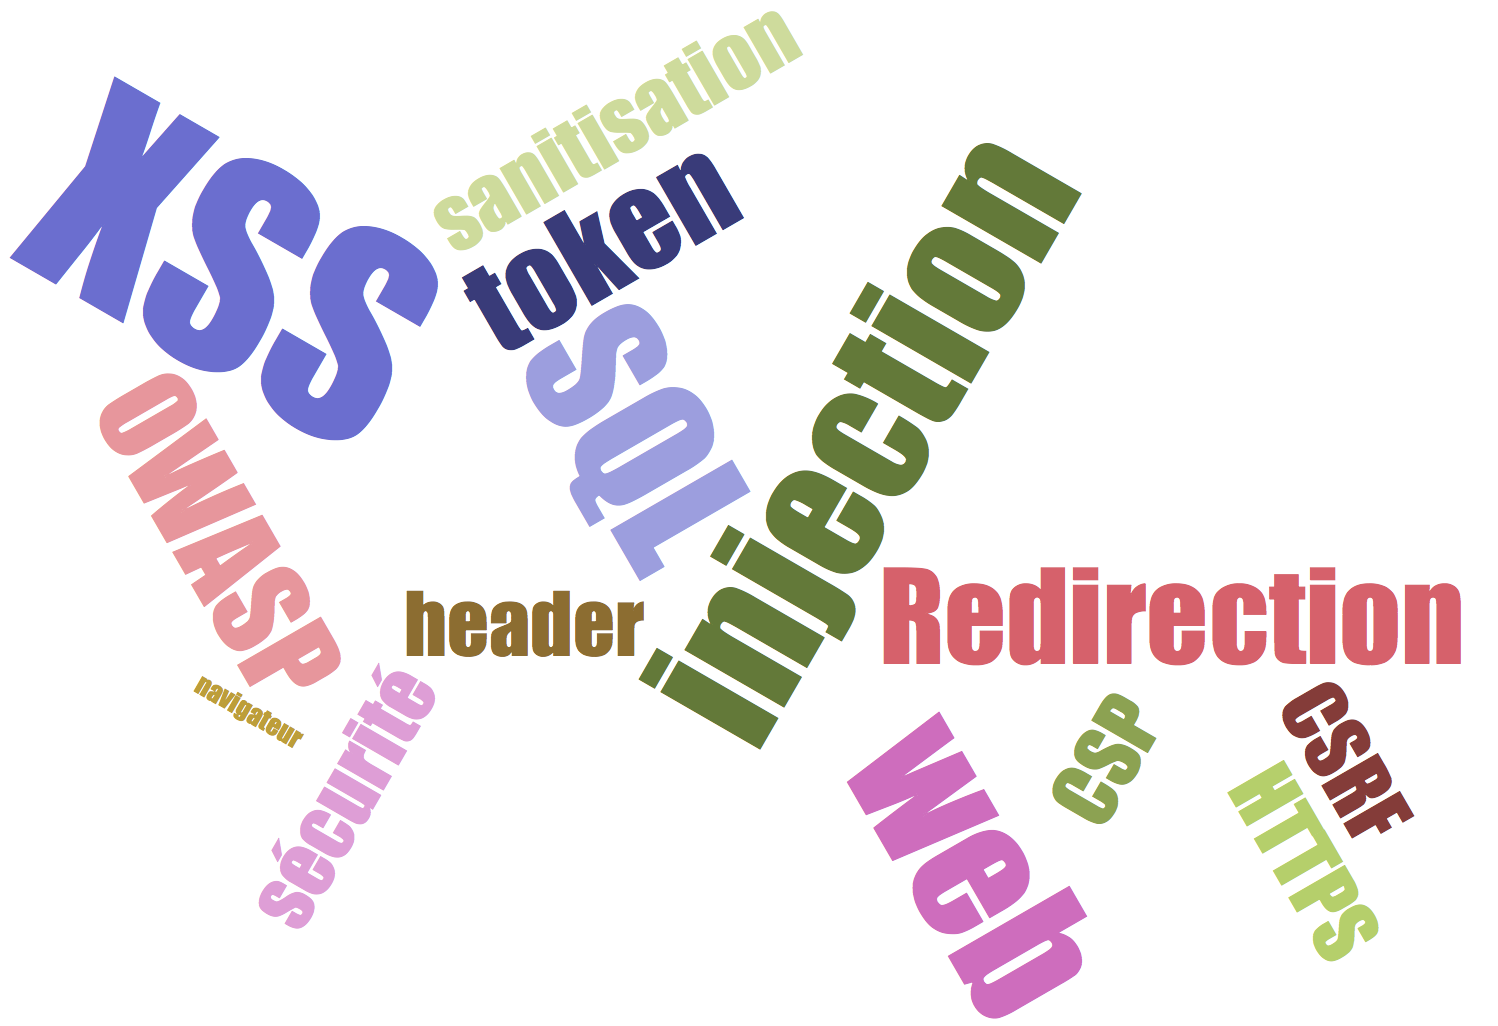 sanitisation
XSS
token
SQL
injection
OWASP
header
Redirection
navigateur
sécurité
Web
CSP
CSRF
HTTPS